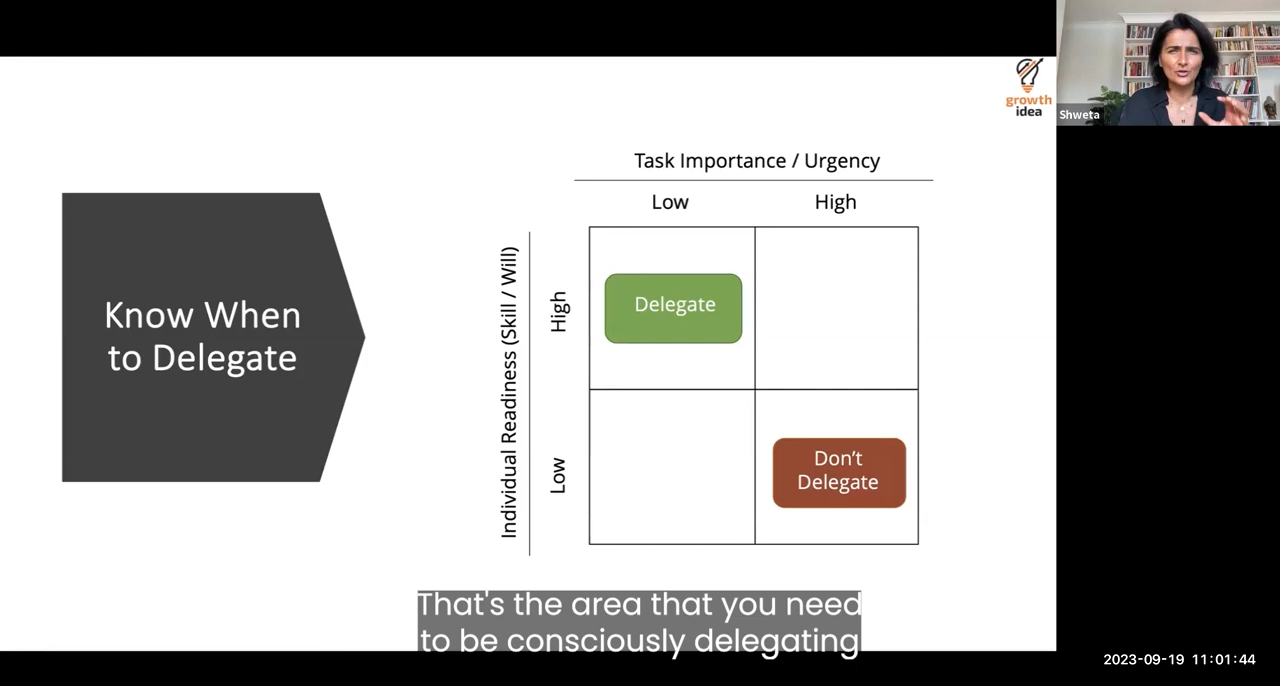 growth
idea
Shweta
Task Importance / Urgency
Low
High
Individual Readiness (Skill / Will)
High
Low
Delegate
Don't
Delegate
Know When
to Delegate
That's the area that you need
to be consciously delegating
2023-09-19 11:01:44